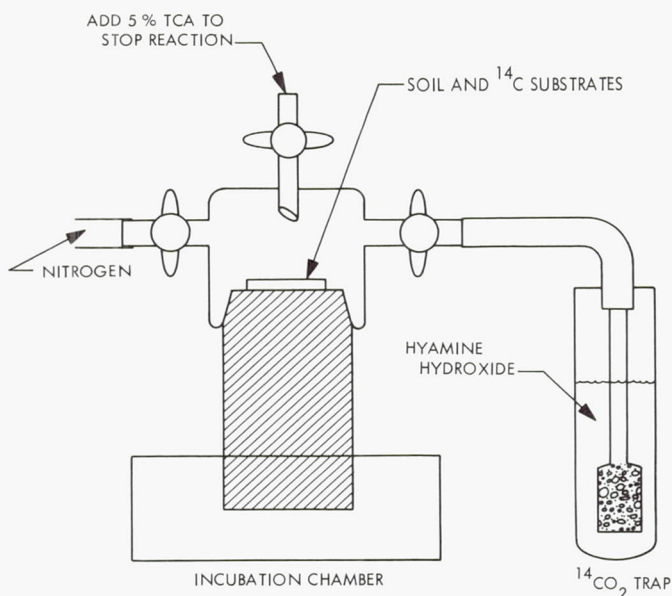 ADD 5 % TCA TO
STOP REACTION
SOIL AND ¹⁴C SUBSTRATES
NITROGEN
HYAMINE
HYDROXIDE
INCUBATION CHAMBER
¹⁴CO₂ TRAP